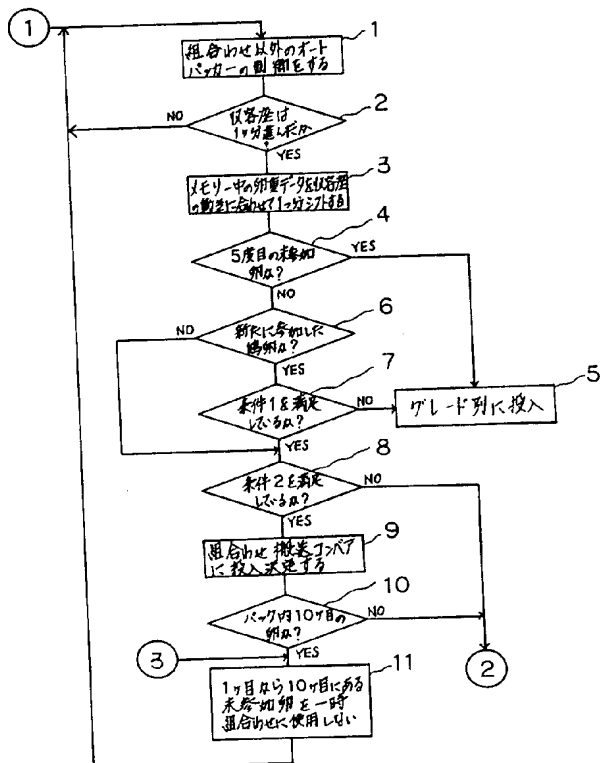 1
1
組合わせ以外のオート
パッカーの制御をする
2
NO
収容座は
1ヶ分進んだか
YES
3
メモリー中の卵重データを収容座
の動きに合わせて1つ分シフトする
4
5度目の未参加
卵か?
YES
NO
6
NO
新たに参加した
鶏卵か?
YES
7
5
条件1を満足
しているか?
NO
グレード別に投入
YES
8
条件2を満足
しているか?
NO
YES
9
組合わせ搬送コンベア
に投入決定する
10
パック内10ヶ目の
卵か?
NO
3
YES
2
11
1ヶ目から10ヶ目にある
未参加卵を一時
組合わせに使用しない